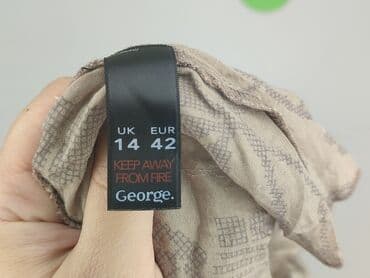 UK EUR
14 42
KEEP AWAY
FROM FIRE
George.